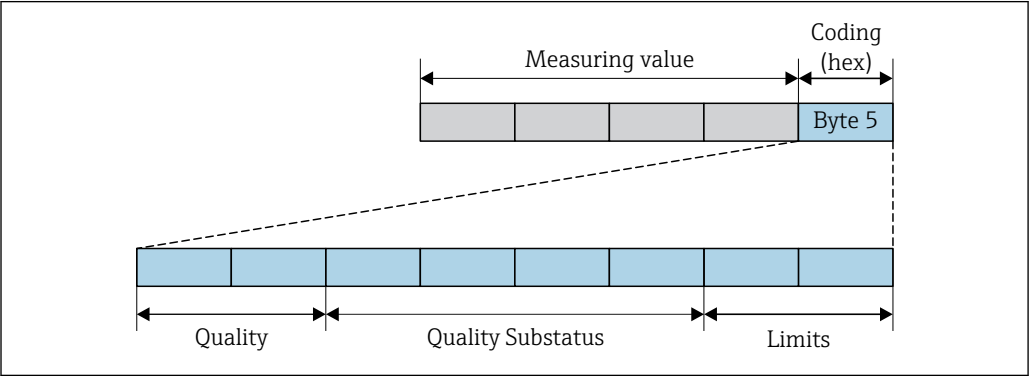 Coding
(hex)
Measuring value
Byte 5
Quality
Quality Substatus
Limits